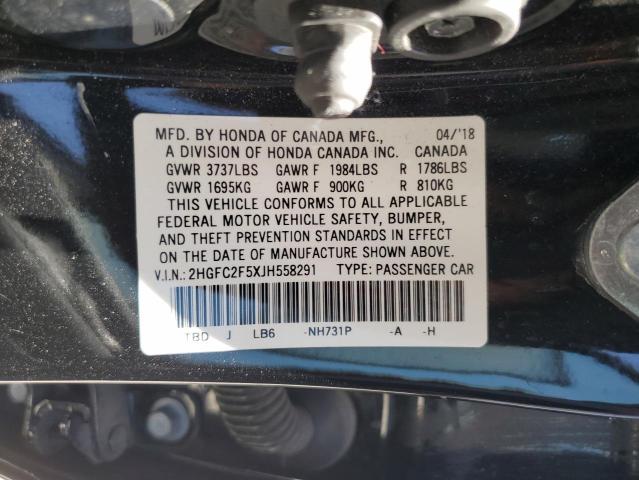 MFD. BY HONDA OF CANADA MFG., 04/'18
A DIVISION OF HONDA CANADA INC. CANADA
GVWR 3737LBS GAWR F 1984LBS R 1786LBS
GVWR 1695KG GAWR F 900KG R 810KG
THIS VEHICLE CONFORMS TO ALL APPLICABLE
FEDERAL MOTOR VEHICLE SAFETY, BUMPER,
AND THEFT PREVENTION STANDARDS IN EFFECT
ON THE DATE OF MANUFACTURE SHOWN ABOVE.
V.I.N.: 2HGFC2F5XJH558291 TYPE: PASSENGER CAR
TBD J LB6 -NH731P -A -H